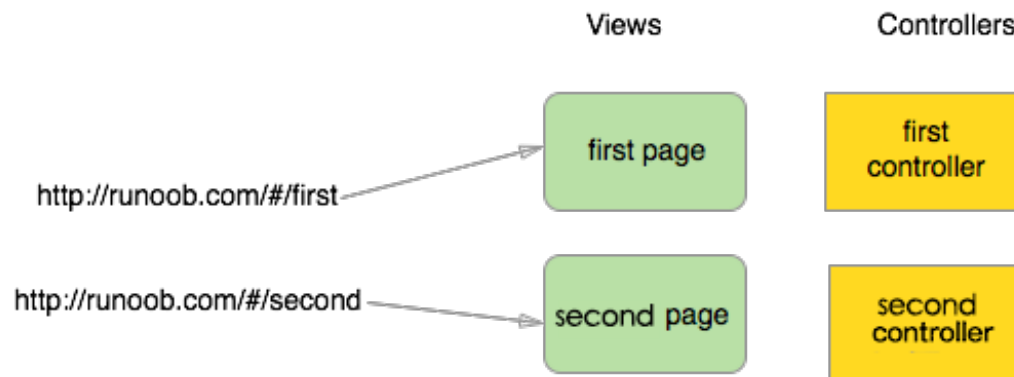 Views Controllers
first page
first
controller
http://runoob.com/#/first
http://runoob.com/#/second
second page
second
controller